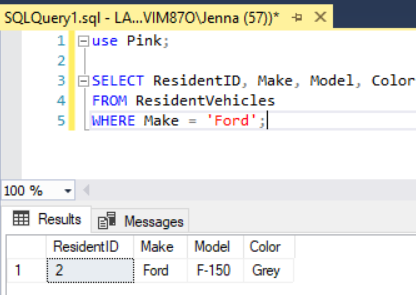 SQLQuery1.sql - LA...VIM87O\Jenna (57))*
1 use Pink;
2
3 SELECT ResidentID, Make, Model, Color
4 FROM ResidentVehicles
5 WHERE Make = 'Ford';
100 %
Results Messages
ResidentID Make Model Color
1 2 Ford F-150 Grey